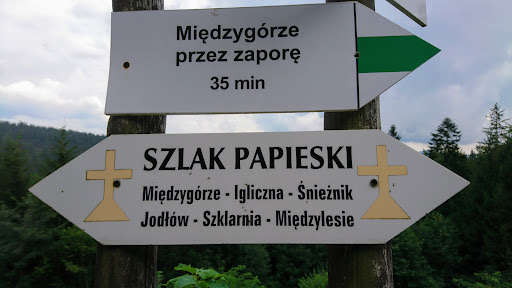 Międzygórze
przez zaporę
35 min
SZLAK PAPIESKI
Międzygórze - Igliczna - Śnieżnik
Jodłów - Szklarnia - Międzylesie